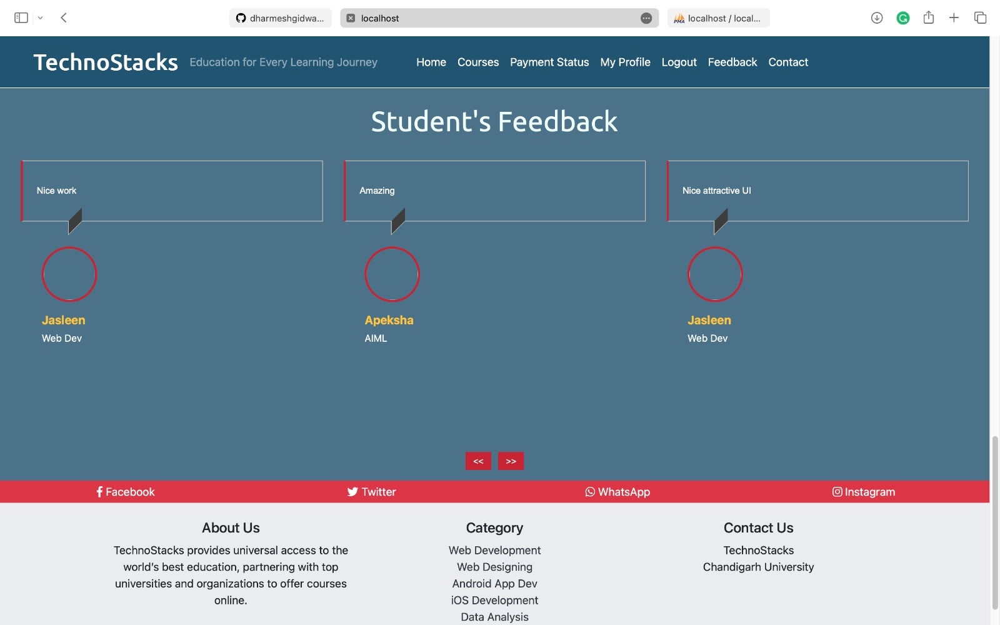 dharmeshgidwa...
localhost
localhost / local...
TechnoStacks Education for Every Learning Journey Home Courses Payment Status My Profile Logout Feedback Contact
Student's Feedback
Nice work
Amazing
Nice attractive UI
Jasleen
Web Dev
Apeksha
AIML
Jasleen
Web Dev
<< >>
Facebook Twitter WhatsApp Instagram
About Us
TechnoStacks provides universal access to the
world’s best education, partnering with top
universities and organizations to offer courses
online.
Category
Web Development
Web Designing
Android App Dev
iOS Development
Data Analysis
Contact Us
TechnoStacks
Chandigarh University